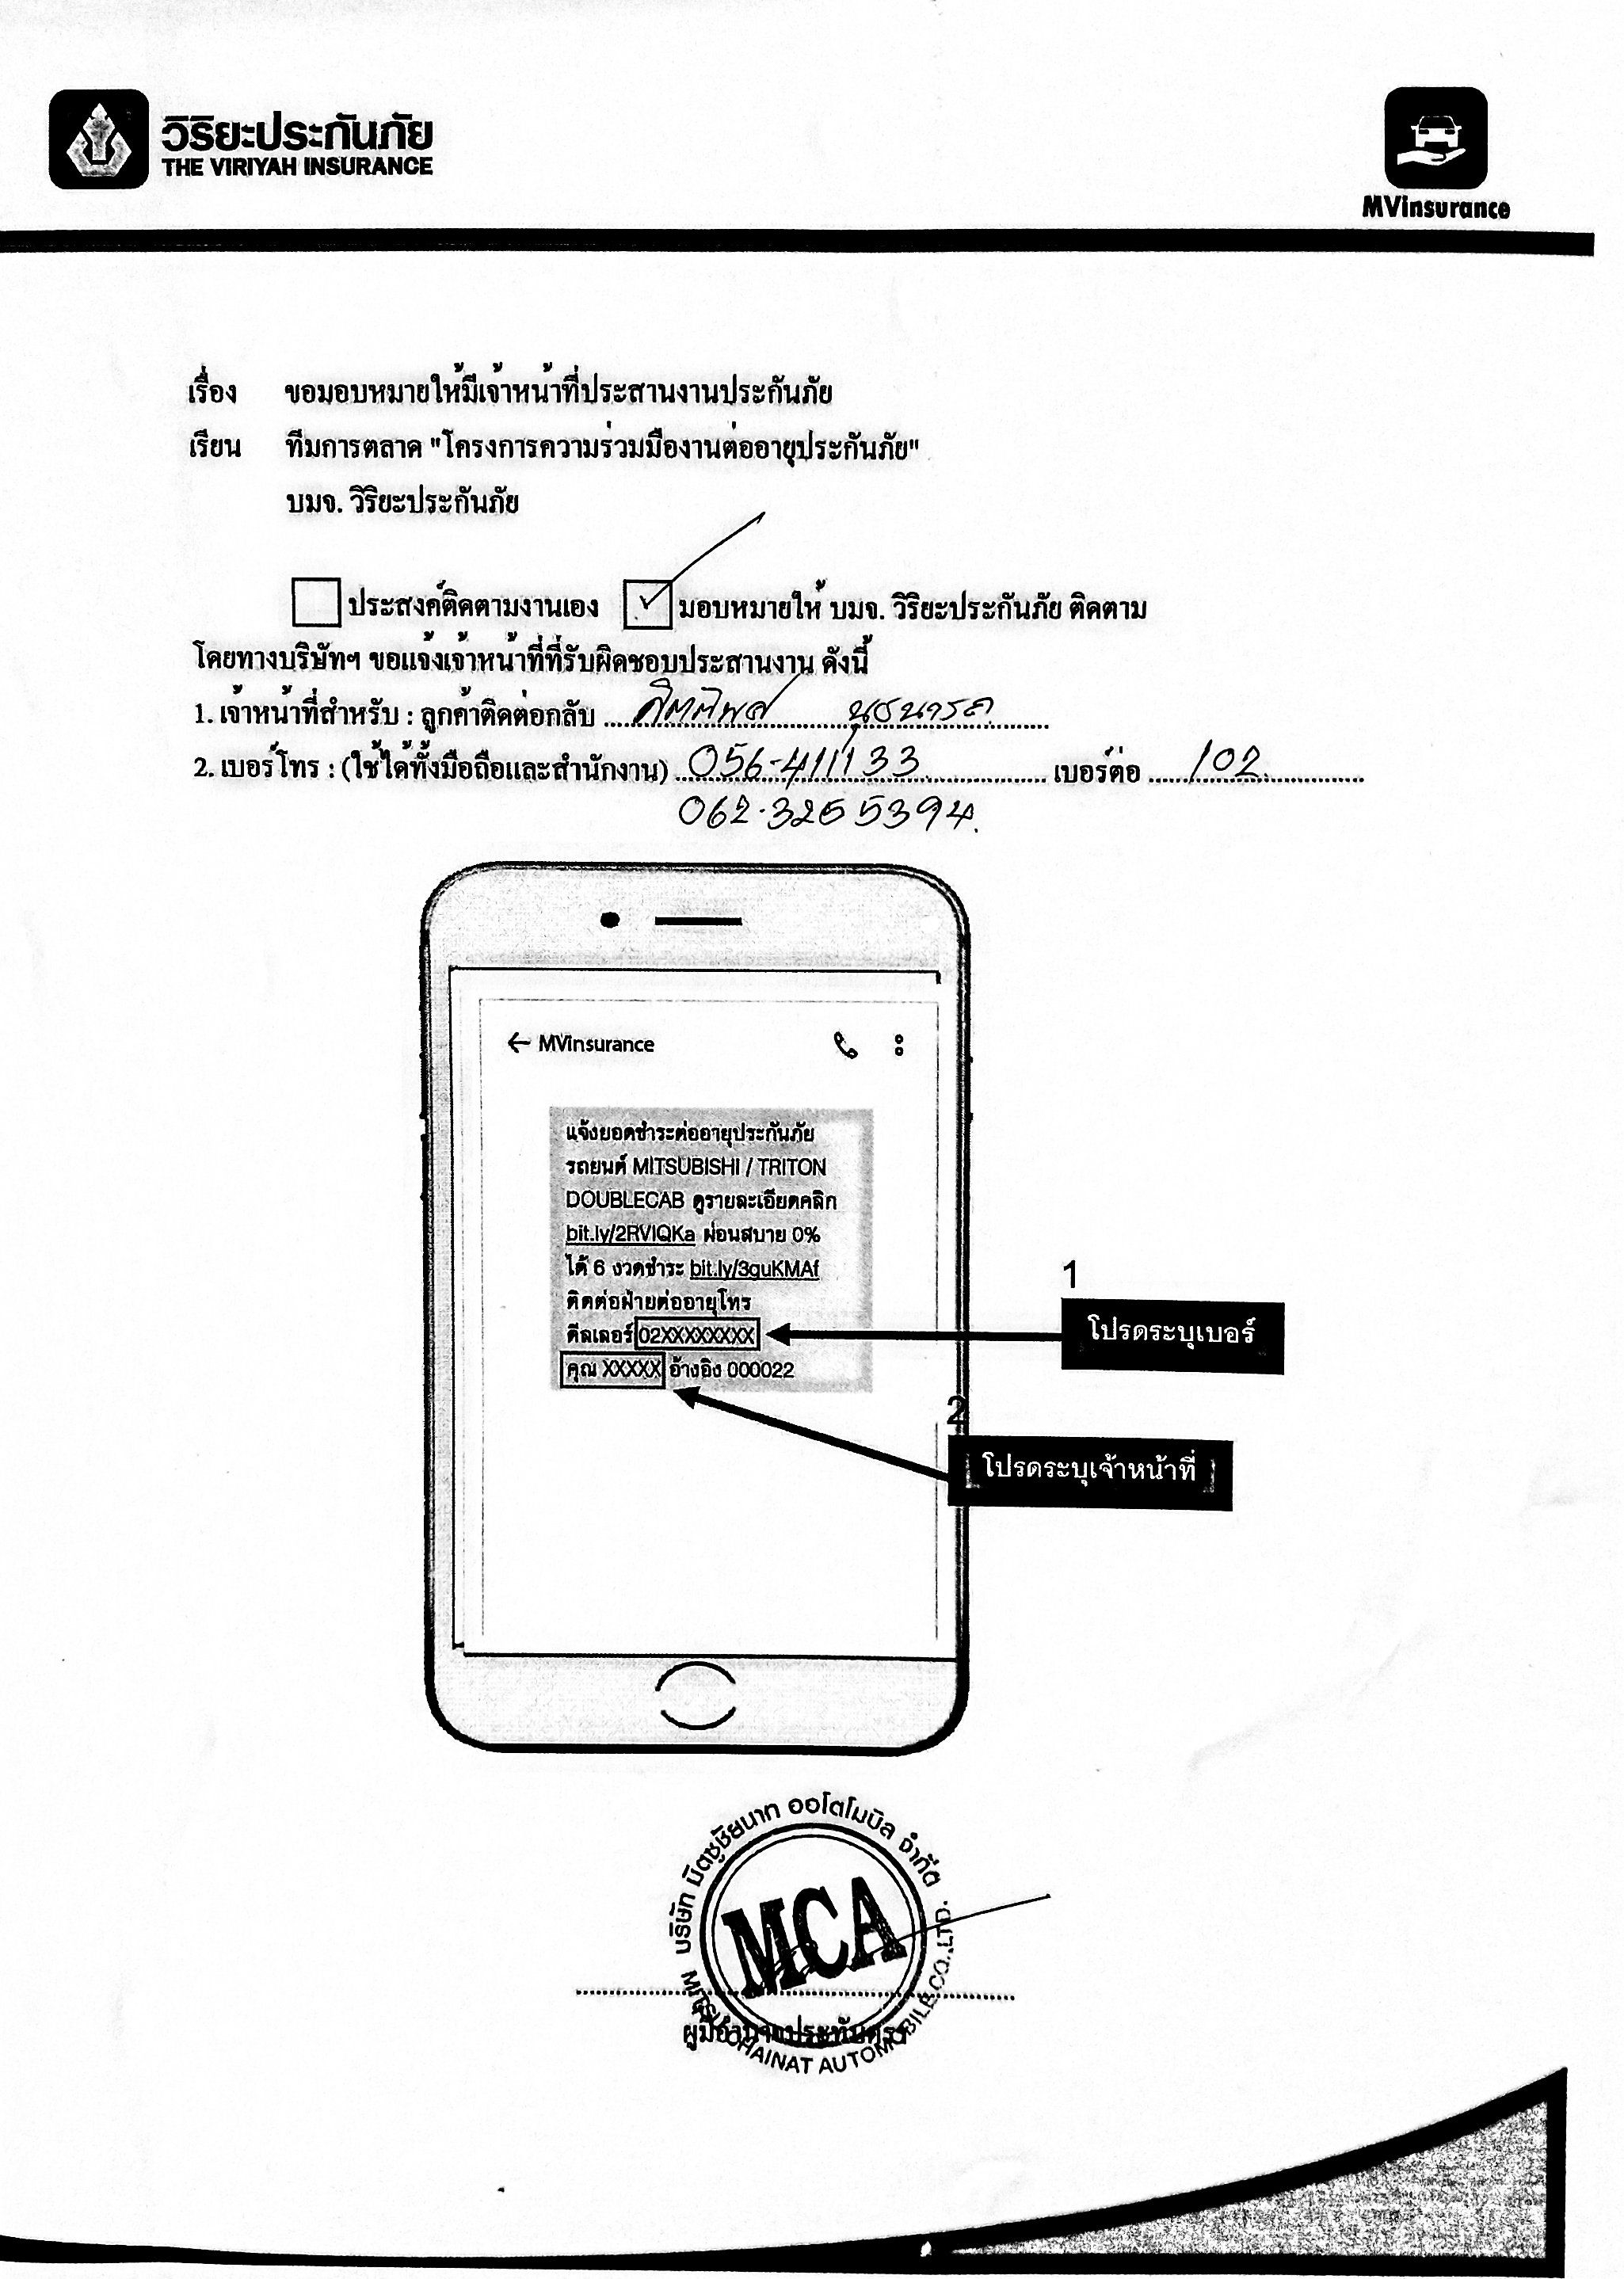 วิริยะประกันภัย
THE VIRIYAH INSURANCE
MVinsurance
เรื่อง ขอมอบหมายให้มีเจ้าหน้าที่ประสานงานประกันภัย
เรียน ทีมการตลาด "โครงการความร่วมมืองานต่ออายุประกันภัย"
บมจ. วิริยะประกันภัย
ประสงค์ติดตามงานเอง ✓ มอบหมายให้ บมจ. วิริยะประกันภัย ติดตาม
โดยทางบริษัทฯ ขอแจ้งเจ้าหน้าที่ที่รับผิดชอบประสานงาน ดังนี้
1. เจ้าหน้าที่สำหรับ : ลูกค้าติดต่อกลับ
2. เบอร์โทร : (ใช้ได้ทั้งมือถือและสำนักงาน) 056-411133 เบอร์ต่อ 102
062-3265394
← MVinsurance
แจ้งยอดชำระต่ออายุประกันภัย
รถยนต์ MITSUBISHI / TRITON
DOUBLECAB ดูรายละเอียดคลิก
bit.ly/2RVIQKa ผ่อนสบาย 0%
ได้ 6 งวดชำระ bit.ly/3guKMAf
ติดต่อฝ่ายต่ออายุโทร
ดีลเลอร์ 02XXXXXXXX
คุณ XXXXX อ้างอิง 000022
1
โปรดระบุเบอร์
2
โปรดระบุเจ้าหน้าที่
บริษัท มิตซูชัยนาท ออโตโมบิล จำกัด
MCA
MITSU CHAINAT AUTOMOBILE CO.,LTD.
ผู้มีอำนาจประทับตรา